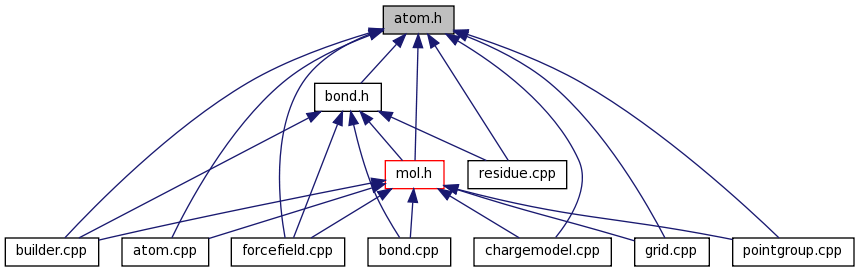 atom.h
bond.h
mol.h
residue.cpp
builder.cpp
atom.cpp
forcefield.cpp
bond.cpp
chargemodel.cpp
grid.cpp
pointgroup.cpp